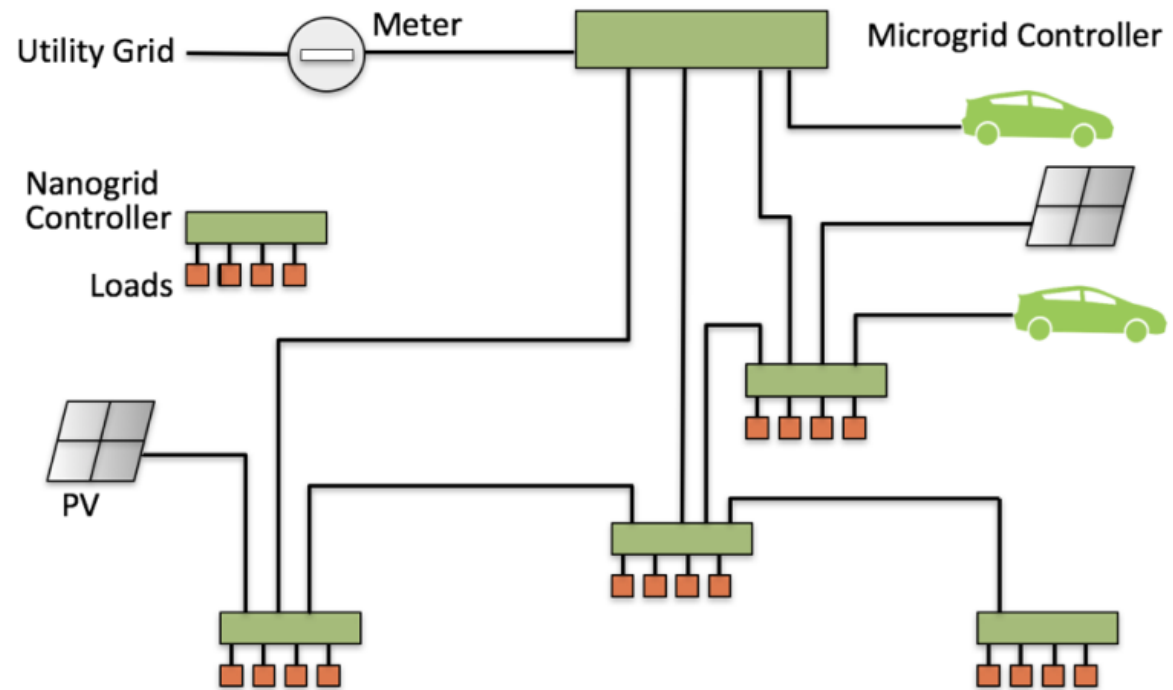 Utility Grid
Meter
Microgrid Controller
Nanogrid
Controller
Loads
PV